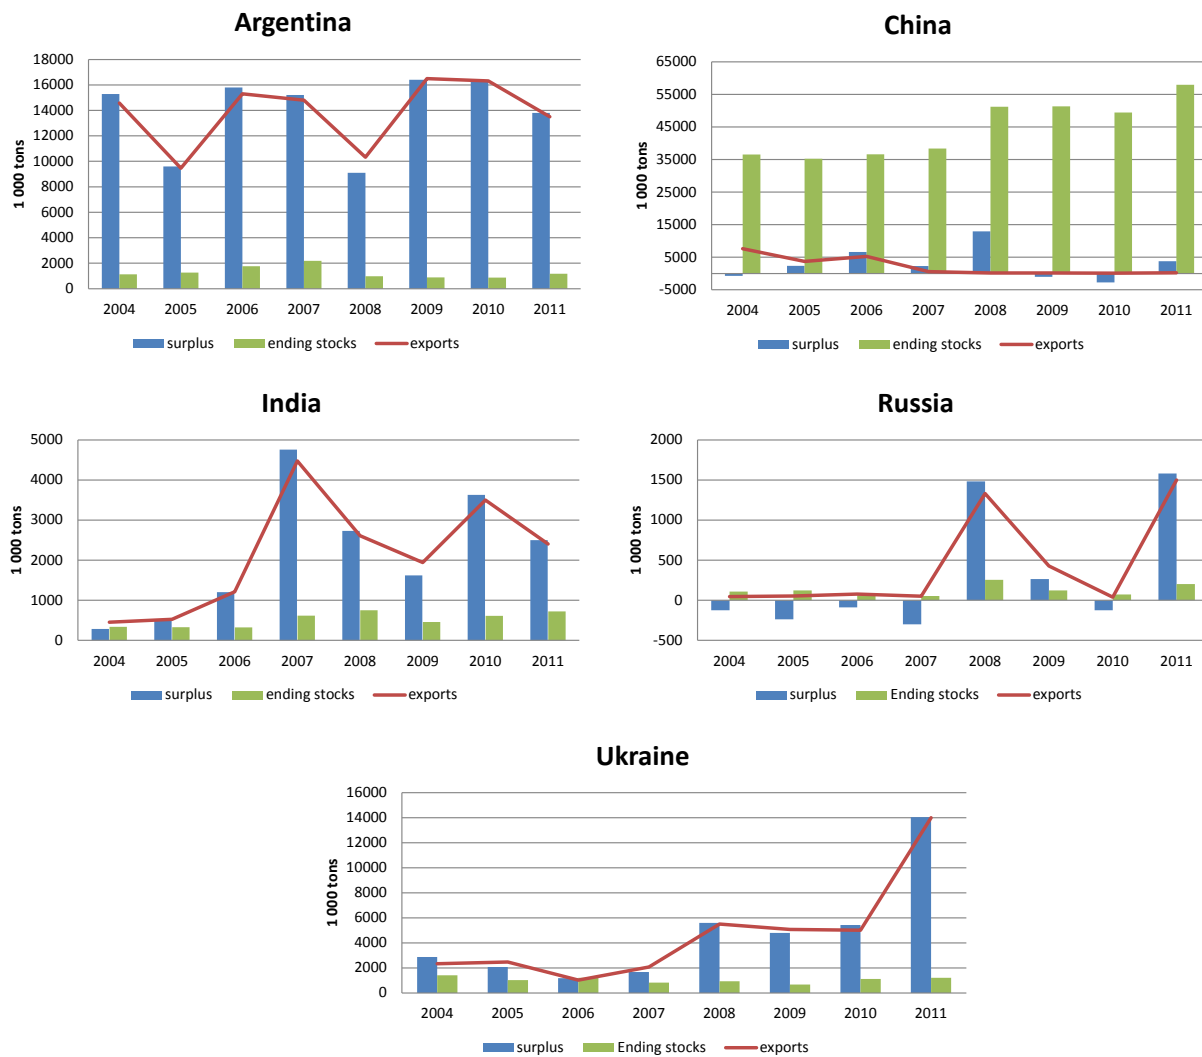 Argentina
18000
16000
14000
12000
10000
8000
6000
4000
2000
0
1 000 tons
2004 2005 2006 2007 2008 2009 2010 2011
surplus ending stocks exports
China
65000
55000
45000
35000
25000
15000
5000
-5000
1 000 tons
2004 2005 2006 2007 2008 2009 2010 2011
surplus ending stocks exports
India
5000
4000
3000
2000
1000
0
1 000 tons
2004 2005 2006 2007 2008 2009 2010 2011
surplus ending stocks exports
Russia
2000
1500
1000
500
0
-500
1 000 tons
2004 2005 2006 2007 2008 2009 2010 2011
surplus Ending stocks exports
Ukraine
16000
14000
12000
10000
8000
6000
4000
2000
0
1 000 tons
2004 2005 2006 2007 2008 2009 2010 2011
surplus Ending stocks exports